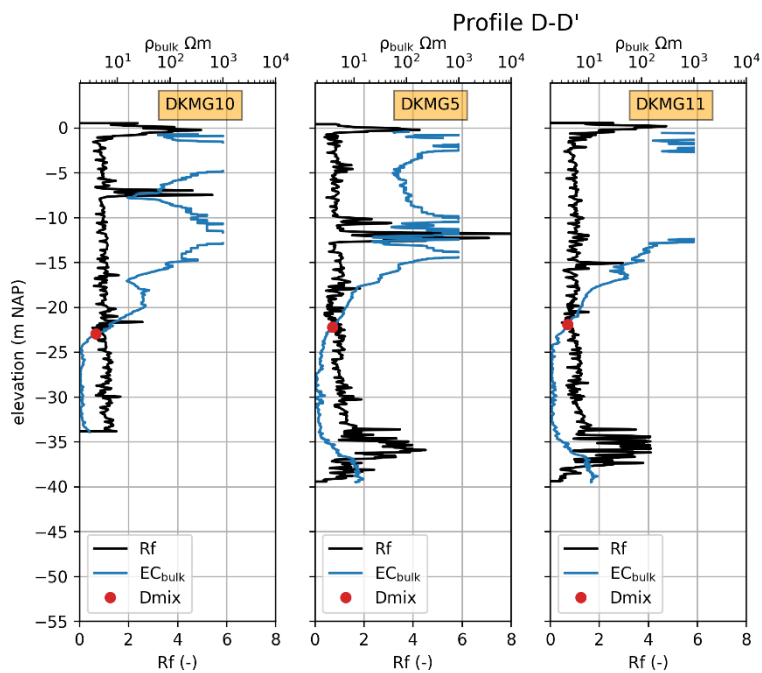 Profile D-D'
ρbulk Ωm ρbulk Ωm ρbulk Ωm
10¹ 10² 10³ 10⁴ 10¹ 10² 10³ 10⁴ 10¹ 10² 10³ 10⁴
DKMG10 DKMG5 DKMG11
elevation (m NAP)
0
−5
−10
−15
−20
−25
−30
−35
−40
−45
−50
−55
Rf Rf Rf
ECbulk ECbulk ECbulk
Dmix Dmix Dmix
0 2 4 6 8 0 2 4 6 8 0 2 4 6 8
Rf (-) Rf (-) Rf (-)